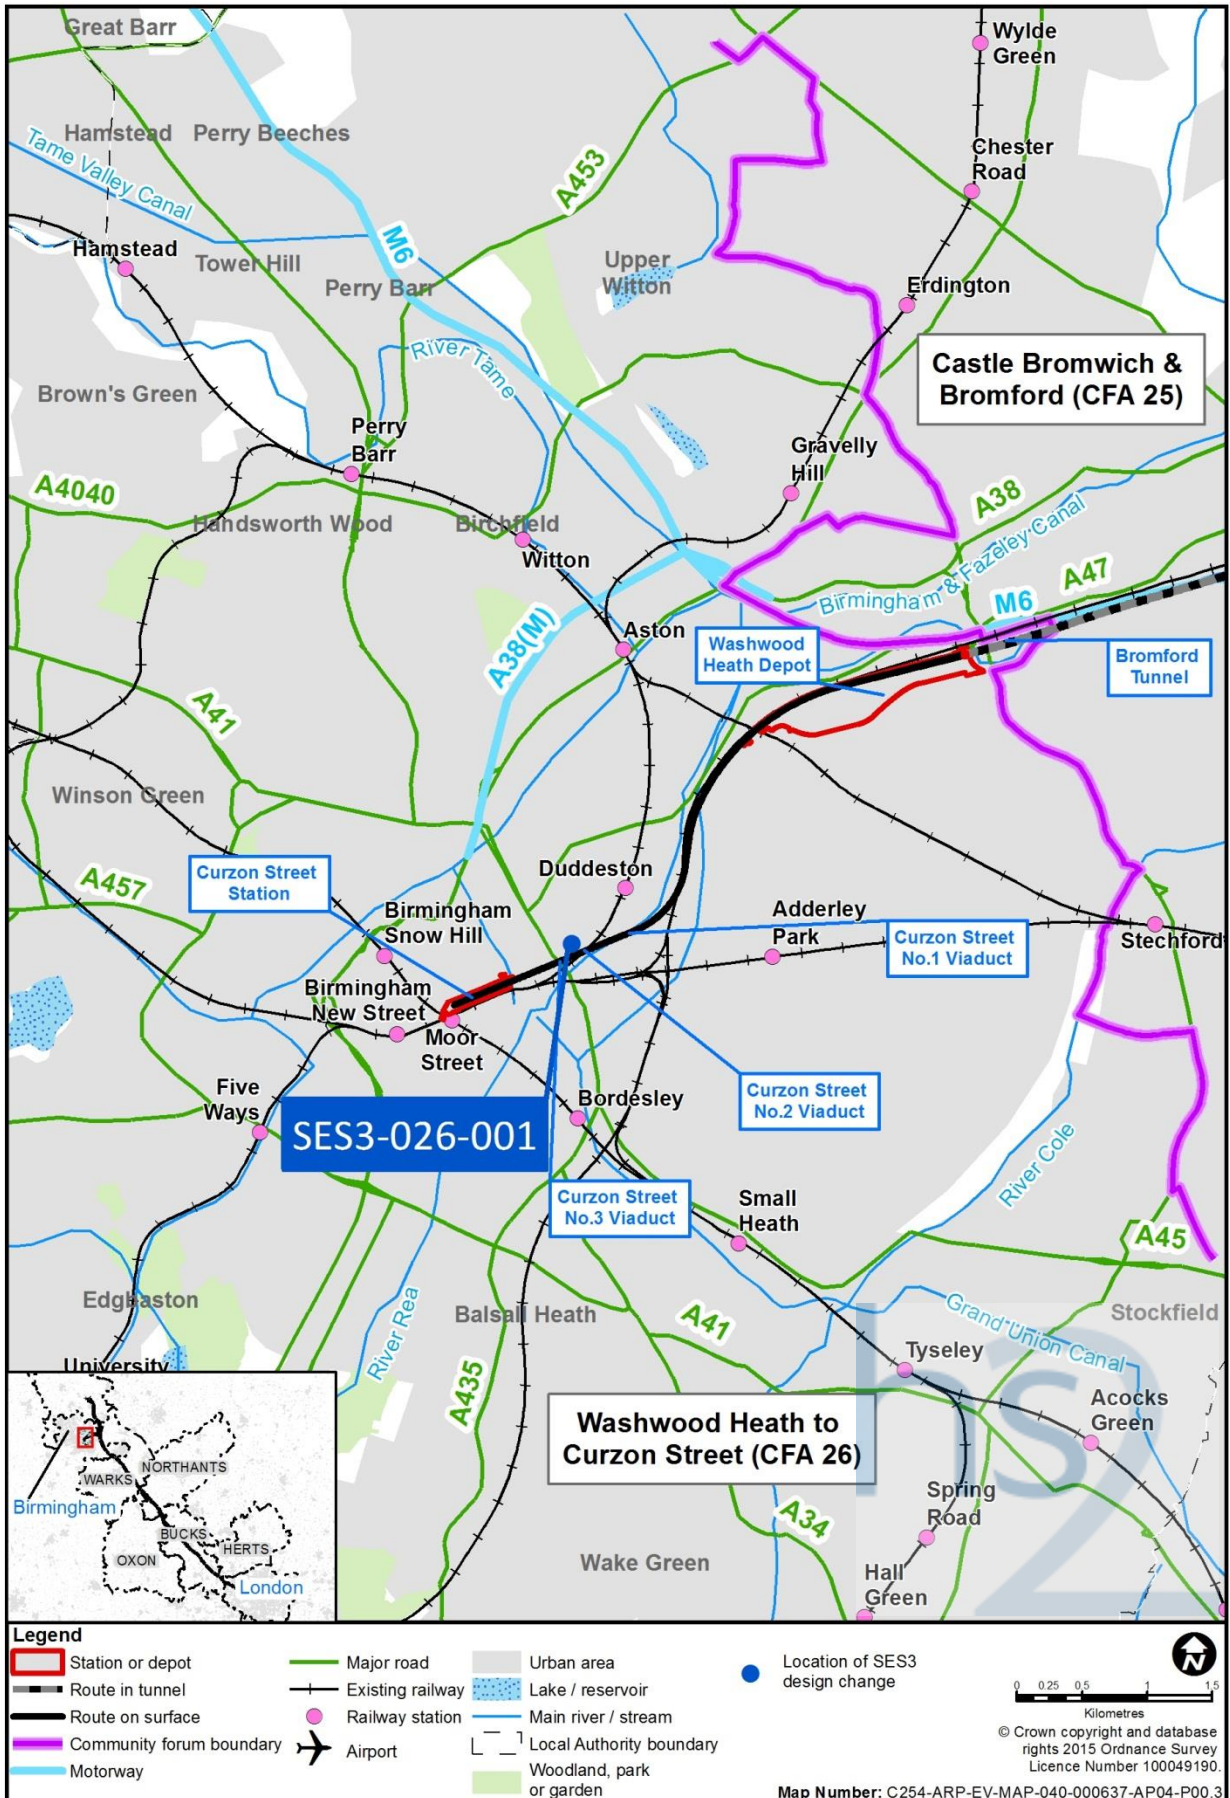 Great Barr
Wylde
Green
Hamstead
Perry Beeches
Tame Valley Canal
A453
Chester
Road
M6
Hamstead
Tower Hill
Perry Barr
Upper
Witton
Erdington
River Tame
Castle Bromwich &
Bromford (CFA 25)
Brown's Green
Perry
Barr
Gravelly
Hill
A4040
Handsworth Wood
Birchfield
Witton
A38
Birmingham & Fazeley Canal
A47
M6
A38(M)
Aston
Washwood
Heath Depot
Bromford
Tunnel
A41
Winson Green
Curzon Street
Station
A457
Duddeston
Birmingham
Snow Hill
Adderley
Park
Curzon Street
No.1 Viaduct
Stechford
Birmingham
New Street
Moor
Street
Five
Ways
SES3-026-001
Bordesley
Curzon Street
No.2 Viaduct
Curzon Street
No.3 Viaduct
Small
Heath
River Cole
A45
Edgbaston
River Rea
Balsall Heath
A41
Grand Union Canal
Stockfield
University
A435
Tyseley
Acocks
Green
Washwood Heath to
Curzon Street (CFA 26)
hs2
Spring
Road
A34
Wake Green
Hall
Green
NORTHANTS
WARKS
Birmingham
BUCKS
HERTS
OXON
London
Legend
Station or depot
Route in tunnel
Route on surface
Community forum boundary
Motorway
Major road
Existing railway
Railway station
Airport
Urban area
Lake / reservoir
Main river / stream
Local Authority boundary
Woodland, park
or garden
Location of SES3
design change
N
0 0.25 0.5 1 1.5
Kilometres
© Crown copyright and database
rights 2015 Ordnance Survey
Licence Number 100049190.
Map Number: C254-ARP-EV-MAP-040-000637-AP04-P00.3